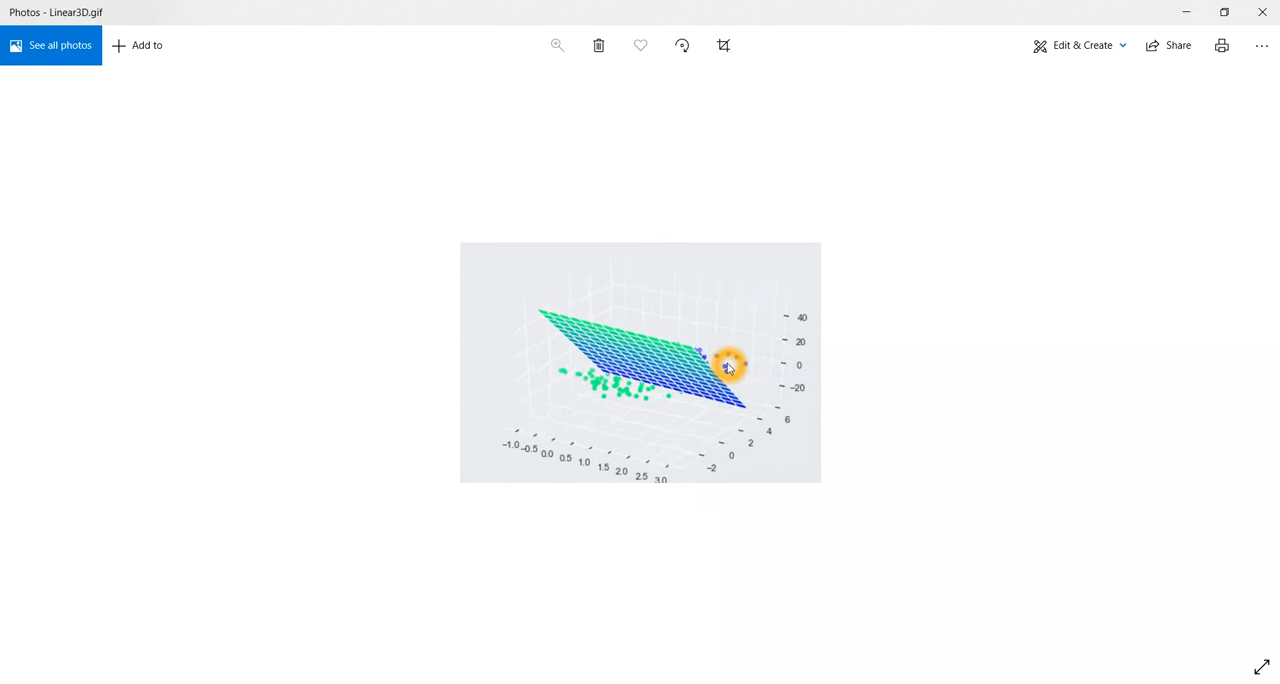 Photos - Linear3D.gif
See all photos
Add to
Edit & Create
Share
40
20
0
-20
6
4
2
0
-2
-1.0 -0.5 0.0 0.5 1.0 1.5 2.0 2.5 3.0